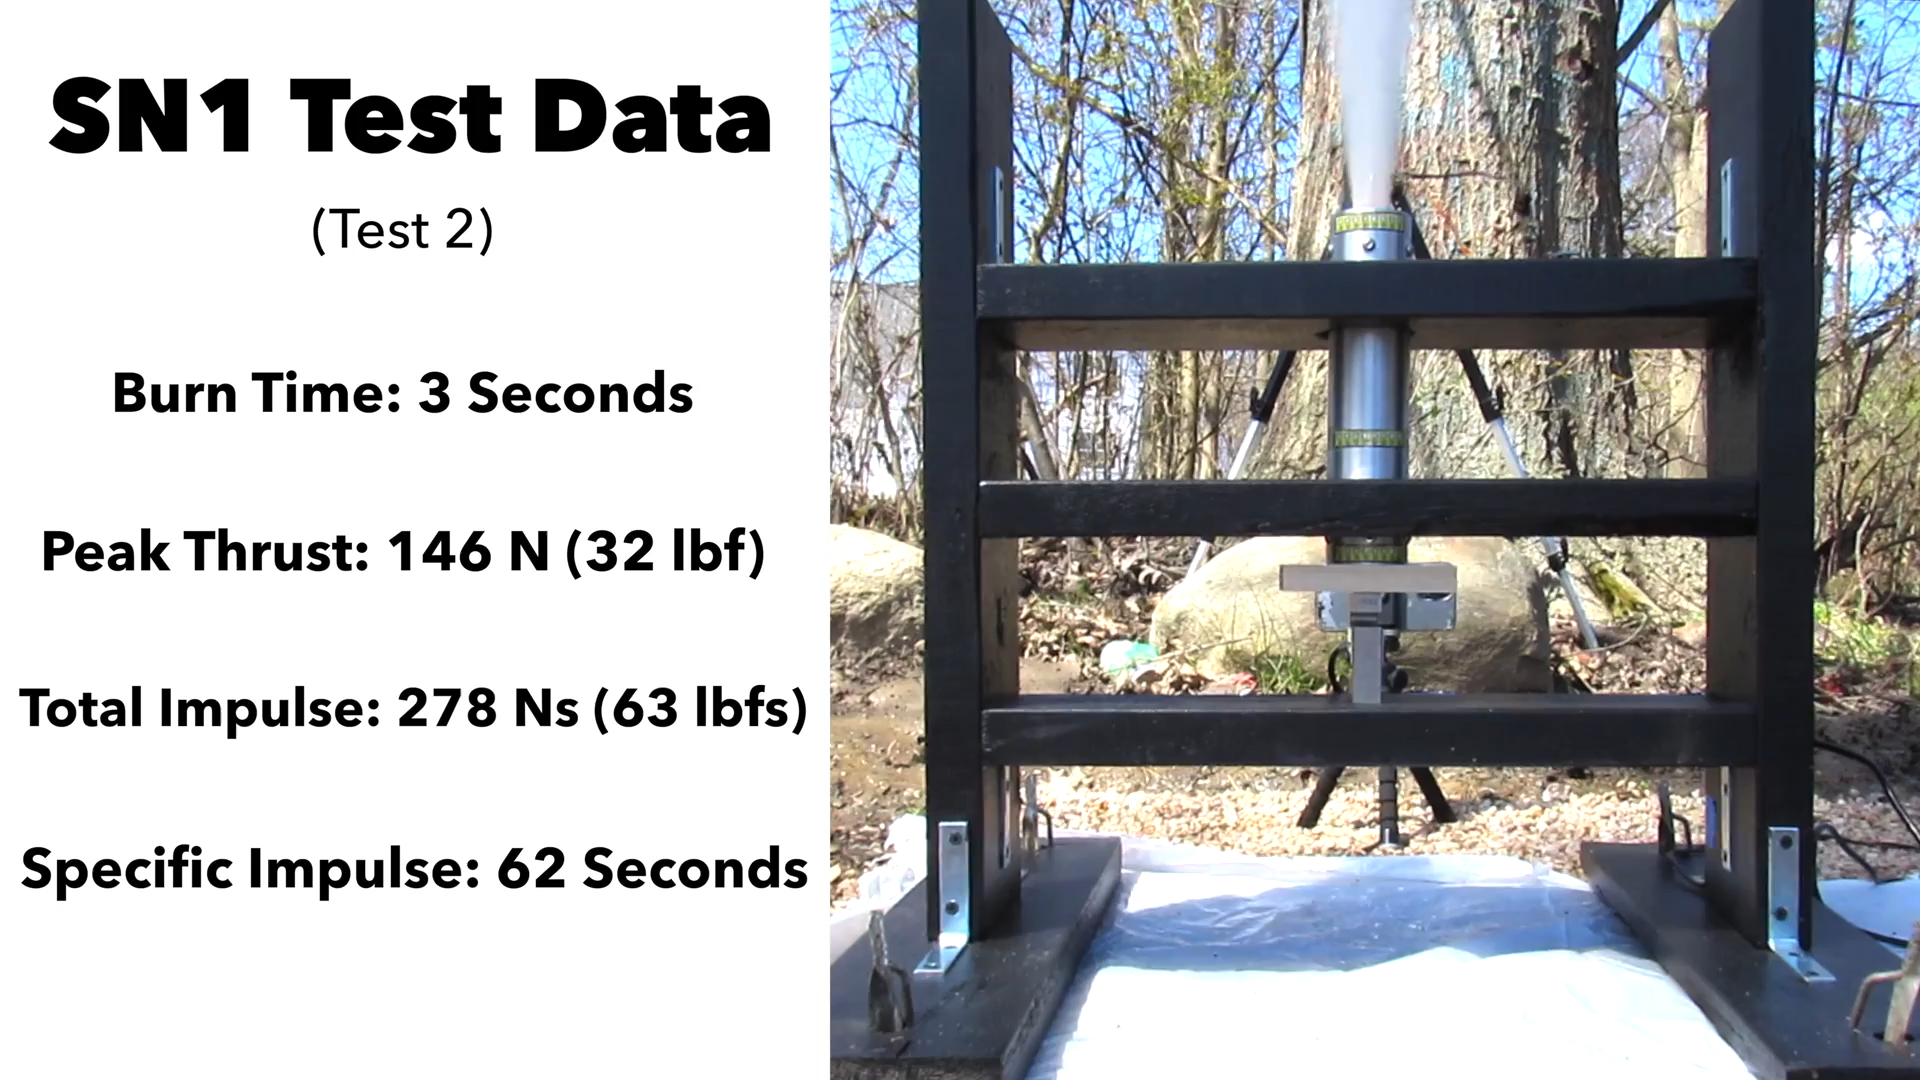 SN1 Test Data
(Test 2)
Burn Time: 3 Seconds
Peak Thrust: 146 N (32 lbf)
Total Impulse: 278 Ns (63 lbfs)
Specific Impulse: 62 Seconds